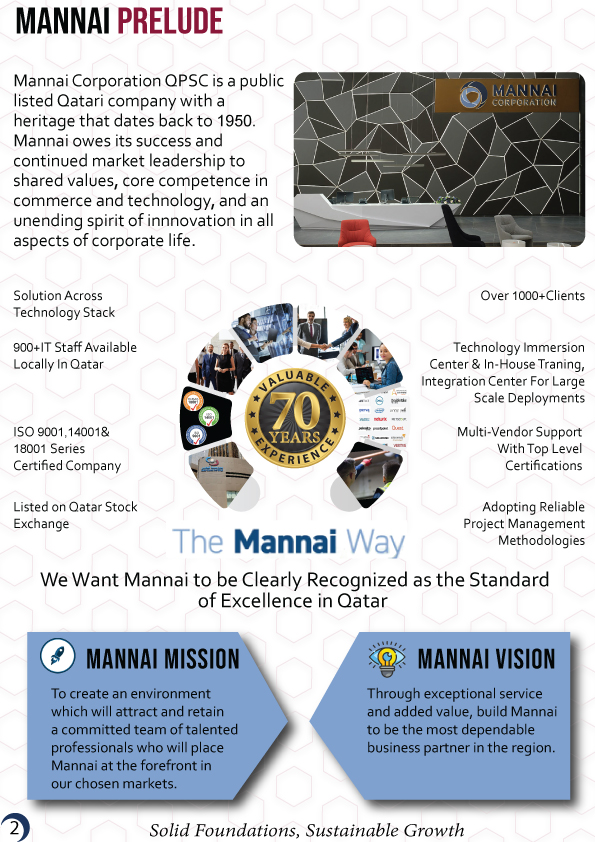 MANNAI PRELUDE
Mannai Corporation QPSC is a public
listed Qatari company with a
heritage that dates back to 1950.
Mannai owes its success and
continued market leadership to
shared values, core competence in
commerce and technology, and an
unending spirit of innnovation in all
aspects of corporate life.
MANNAI
CORPORATION
Solution Across
Technology Stack
900+IT Staff Available
Locally In Qatar
ISO 9001,14001&
18001 Series
Certified Company
Listed on Qatar Stock
Exchange
VALUABLE
70
YEARS
EXPERIENCE
Over 1000+Clients
Technology Immersion
Center & In-House Traning,
Integration Center For Large
Scale Deployments
Multi-Vendor Support
With Top Level
Certifications
Adopting Reliable
Project Management
Methodologies
The Mannai Way
We Want Mannai to be Clearly Recognized as the Standard
of Excellence in Qatar
MANNAI MISSION
To create an environment
which will attract and retain
a committed team of talented
professionals who will place
Mannai at the forefront in
our chosen markets.
MANNAI VISION
Through exceptional service
and added value, build Mannai
to be the most dependable
business partner in the region.
2
Solid Foundations, Sustainable Growth